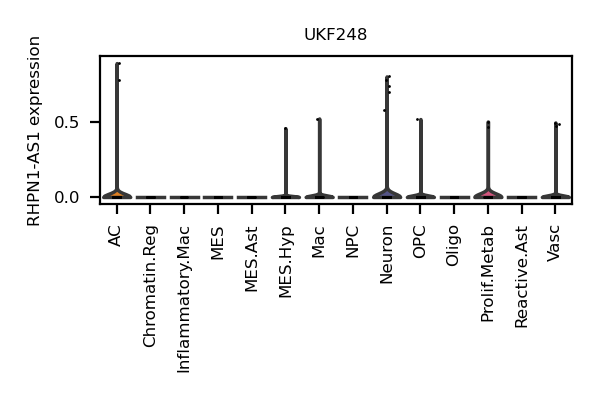 UKF248
RHPN1-AS1 expression
0.5
0.0
AC
Chromatin.Reg
Inflammatory.Mac
MES
MES.Ast
MES.Hyp
Mac
NPC
Neuron
OPC
Oligo
Prolif.Metab
Reactive.Ast
Vasc